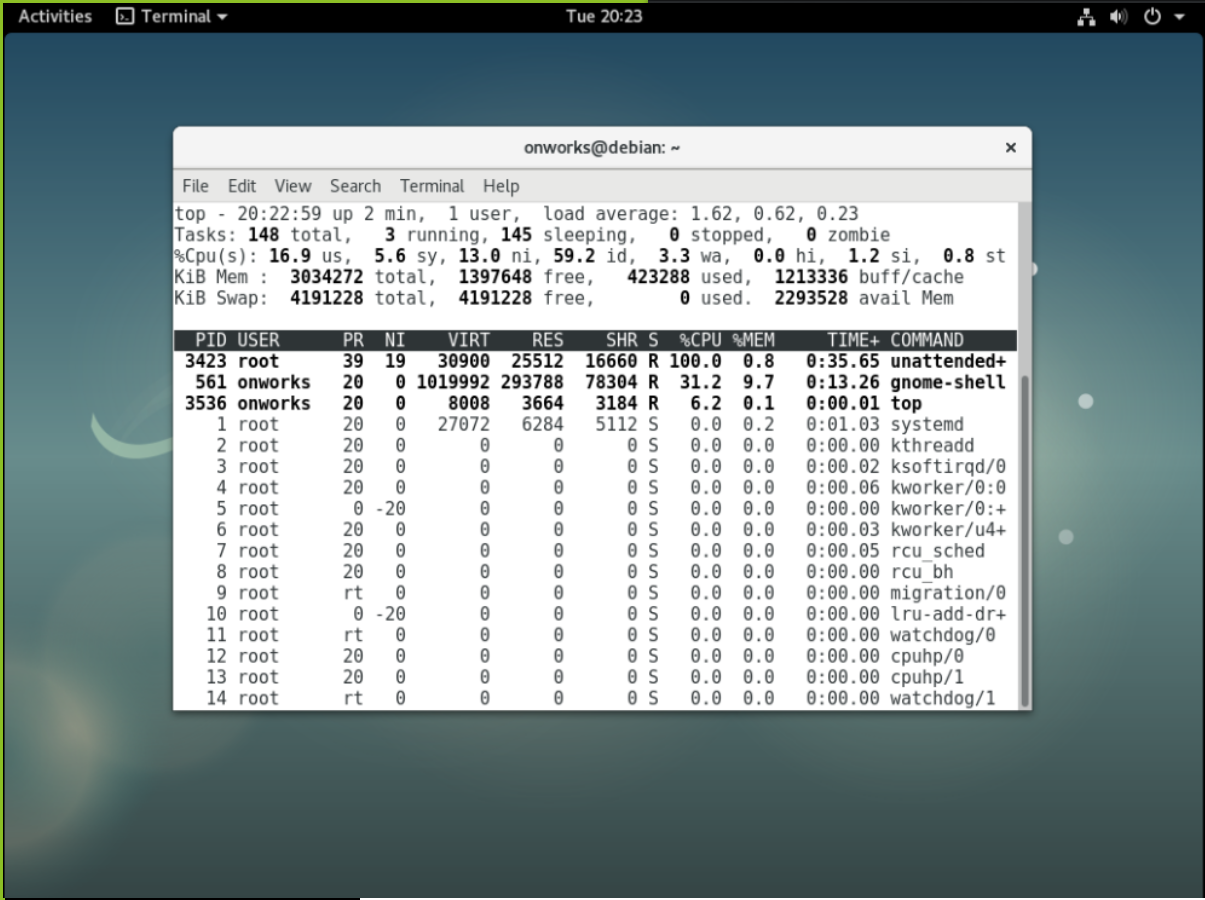 Activities Terminal Tue 20:23
onworks@debian: ~
File Edit View Search Terminal Help
top - 20:22:59 up 2 min,  1 user,  load average: 1.62, 0.62, 0.23
Tasks: 148 total,   3 running, 145 sleeping,   0 stopped,   0 zombie
%Cpu(s): 16.9 us,  5.6 sy, 13.0 ni, 59.2 id,  3.3 wa,  0.0 hi,  1.2 si,  0.8 st
KiB Mem :  3034272 total,  1397648 free,   423288 used,  1213336 buff/cache
KiB Swap:  4191228 total,  4191228 free,        0 used.  2293528 avail Mem
PID USER      PR  NI    VIRT    RES    SHR S  %CPU %MEM     TIME+ COMMAND
3423 root      39  19   30900  25512  16660 R 100.0  0.8   0:35.65 unattended+
561 onworks   20   0 1019992 293788  78304 R  31.2  9.7   0:13.26 gnome-shell
3536 onworks   20   0    8008   3664   3184 R   6.2  0.1   0:00.01 top
1 root      20   0   27072   6284   5112 S   0.0  0.2   0:01.03 systemd
2 root      20   0       0      0      0 S   0.0  0.0   0:00.00 kthreadd
3 root      20   0       0      0      0 S   0.0  0.0   0:00.02 ksoftirqd/0
4 root      20   0       0      0      0 S   0.0  0.0   0:00.06 kworker/0:0
5 root       0 -20       0      0      0 S   0.0  0.0   0:00.00 kworker/0:+
6 root      20   0       0      0      0 S   0.0  0.0   0:00.03 kworker/u4+
7 root      20   0       0      0      0 S   0.0  0.0   0:00.05 rcu_sched
8 root      20   0       0      0      0 S   0.0  0.0   0:00.00 rcu_bh
9 root      rt   0       0      0      0 S   0.0  0.0   0:00.00 migration/0
10 root       0 -20       0      0      0 S   0.0  0.0   0:00.00 lru-add-dr+
11 root      rt   0       0      0      0 S   0.0  0.0   0:00.00 watchdog/0
12 root      20   0       0      0      0 S   0.0  0.0   0:00.00 cpuhp/0
13 root      20   0       0      0      0 S   0.0  0.0   0:00.00 cpuhp/1
14 root      rt   0       0      0      0 S   0.0  0.0   0:00.00 watchdog/1